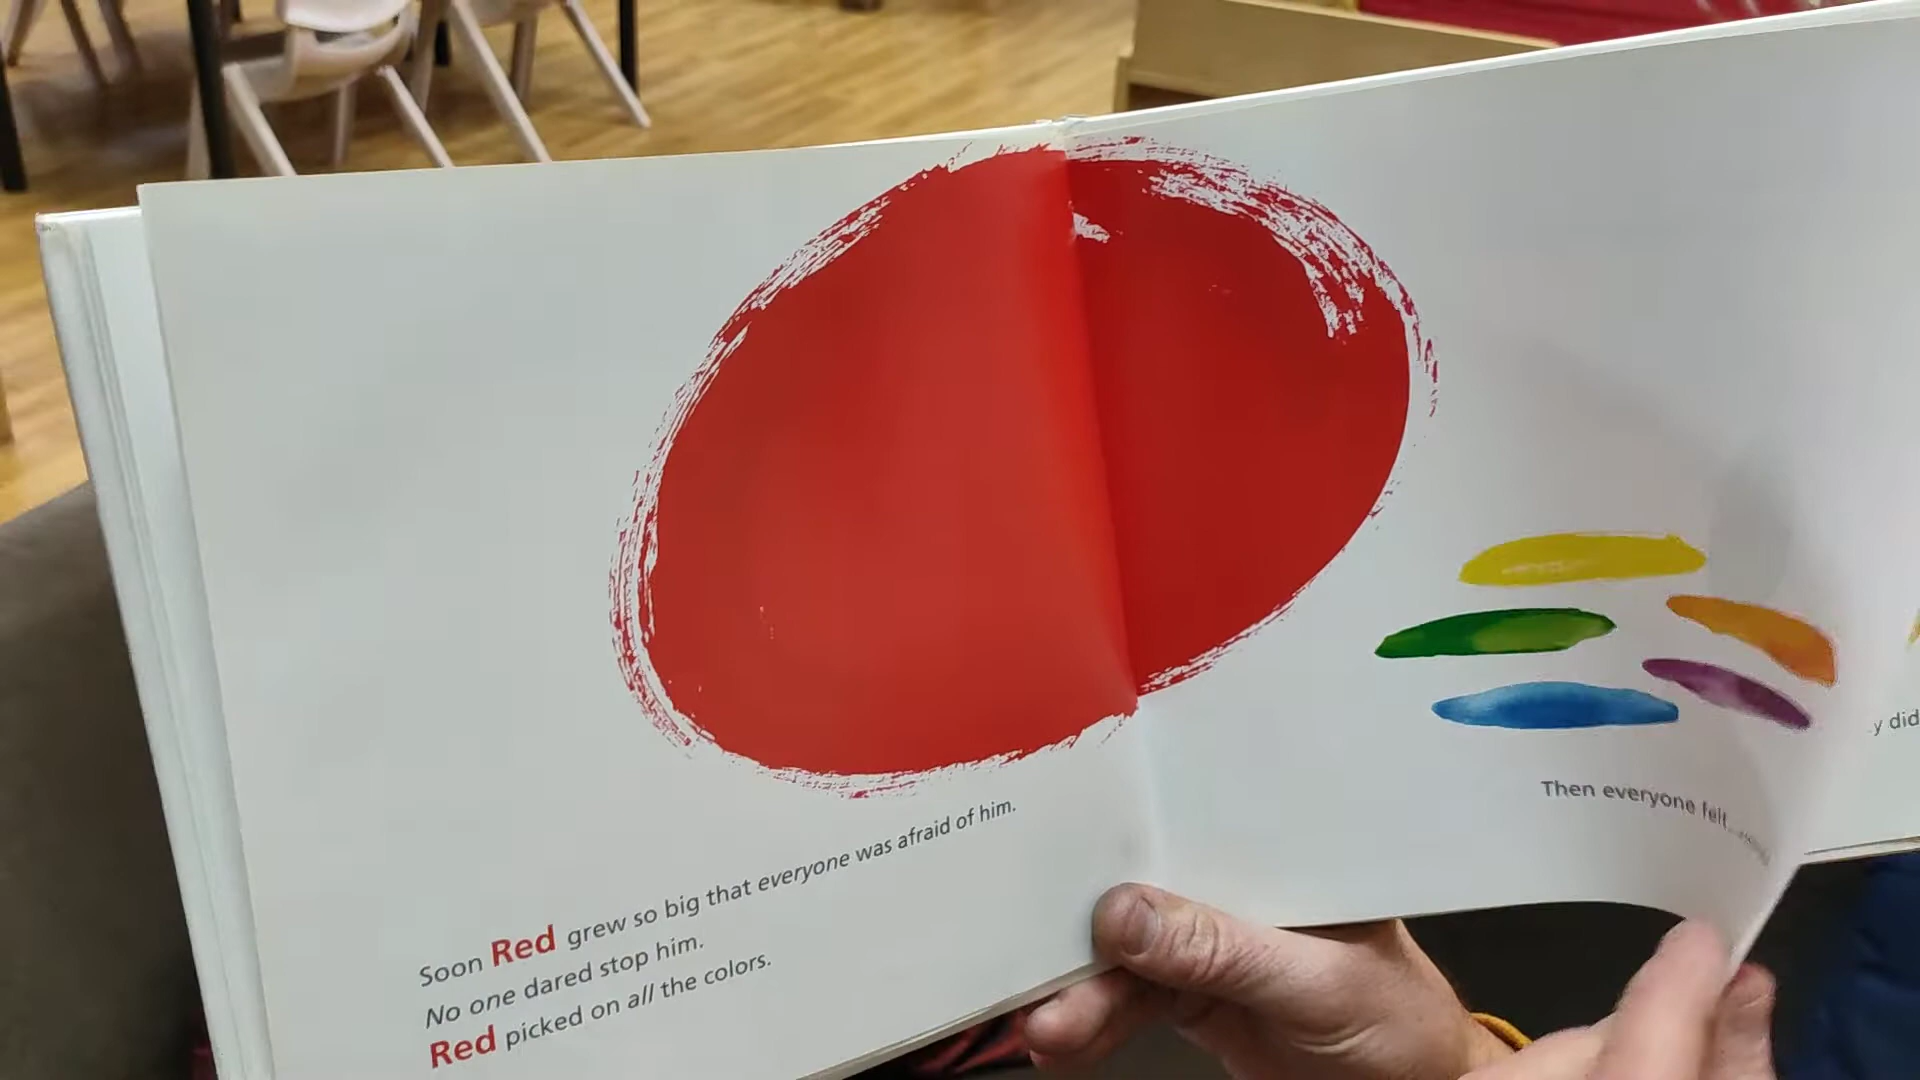 Soon Red grew so big that everyone was afraid of him.
No one dared stop him.
Red picked on all the colors.
Then everyone felt
y did